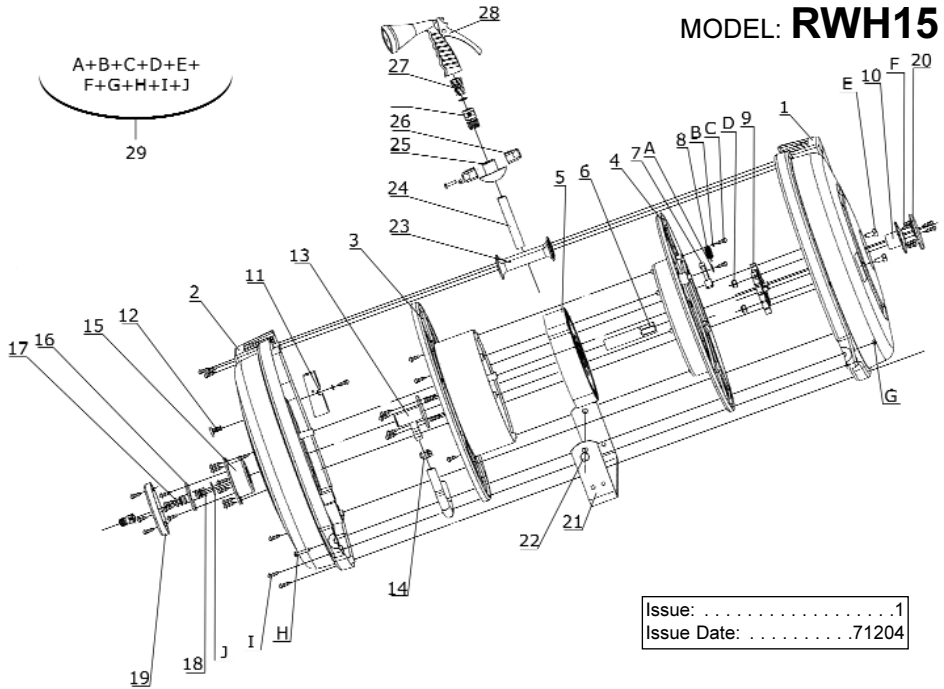 MODEL: RWH15
A+B+C+D+E+
F+G+H+I+J
29
28
27
26
25
24
23
20
F
10
E
1
9
D
C
B
8
A
7
4
6
5
3
13
11
2
12
15
16
17
G
21
22
14
H
I
J
18
19
Issue: . . . . . . . . . . . . . . . . . . .1
Issue Date: . . . . . . . . . .71204